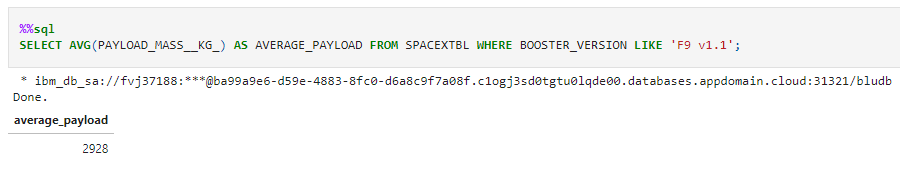 %%sql
SELECT AVG(PAYLOAD_MASS__KG_) AS AVERAGE_PAYLOAD FROM SPACEXTBL WHERE BOOSTER_VERSION LIKE 'F9 v1.1';
* ibm_db_sa://fvj37188:***@ba99a9e6-d59e-4883-8fc0-d6a8c9f7a08f.c1ogj3sd0tgtu0lqde00.databases.appdomain.cloud:31321/bludb
Done.
average_payload
2928